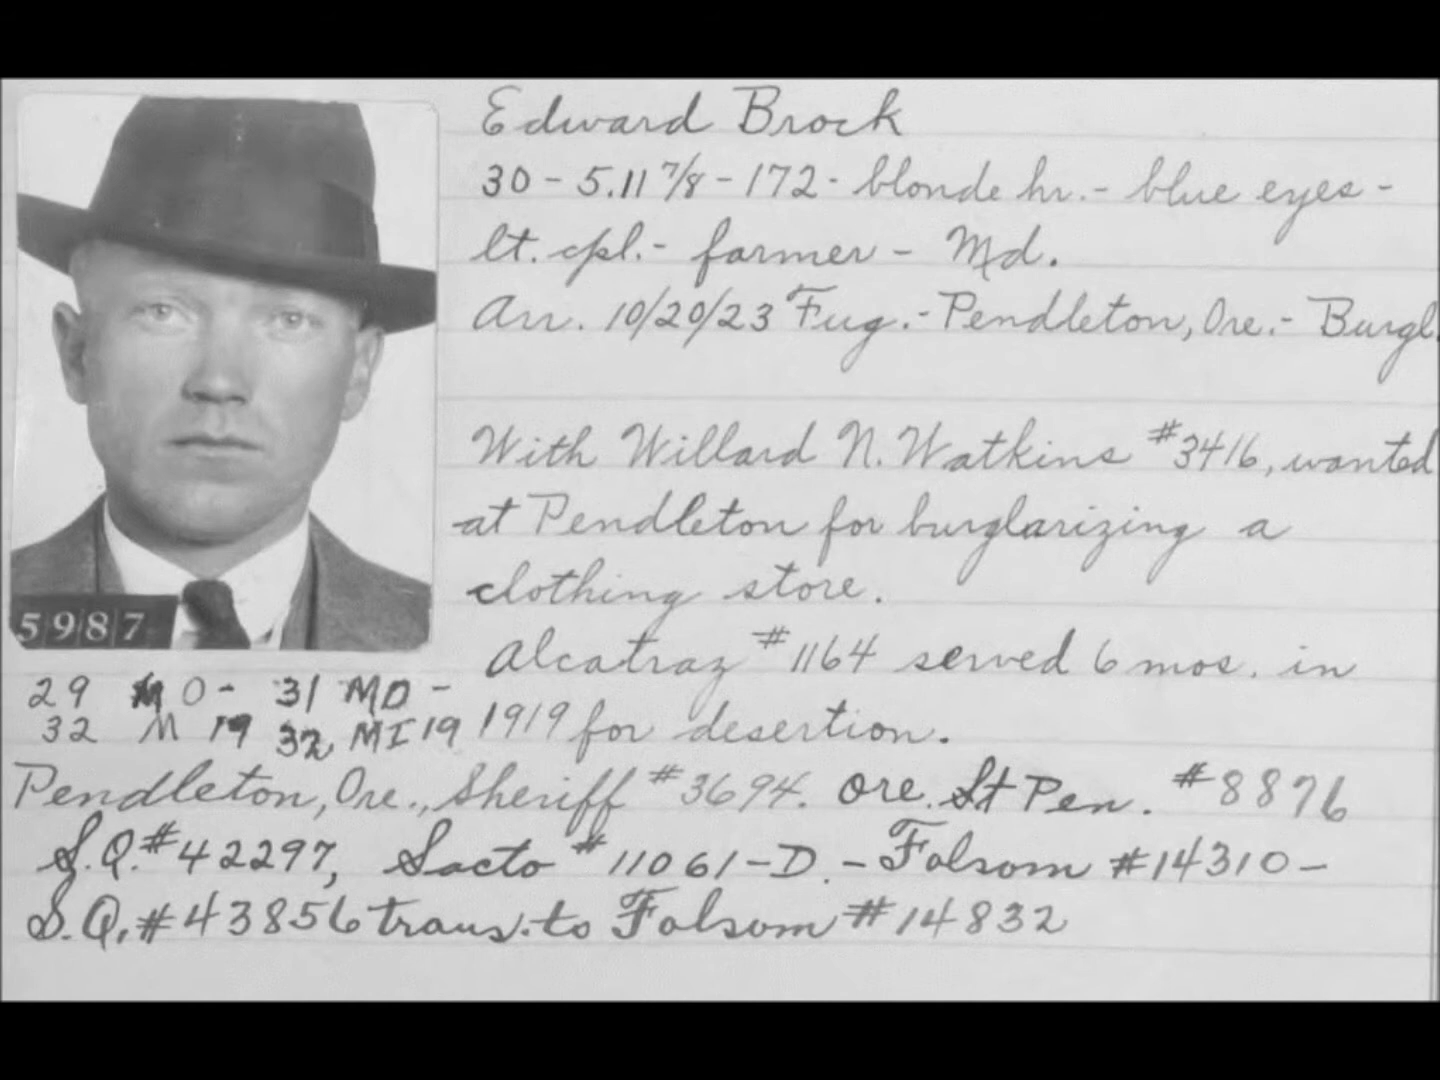 Edward Brock
30 - 5.11 7/8 - 172 - blonde hr. - blue eyes -
lt. cpl. - farmer - Md.
Arr. 10/20/23 Fug. - Pendleton, Ore. - Burgl.
With Willard N. Watkins #3416, wanted
at Pendleton for burglarizing a
clothing store.
Alcatraz #1164 served 6 mos. in
1919 for desertion.
5987
29 M O - 31 MO -
32 M 19 32 MI 19
Pendleton, Ore., Sheriff #3694. Ore. St Pen. #8876
S.Q. #42297, Sacto #11061-D. - Folsom #14310 -
S.Q. #43856 trans. to Folsom #14832